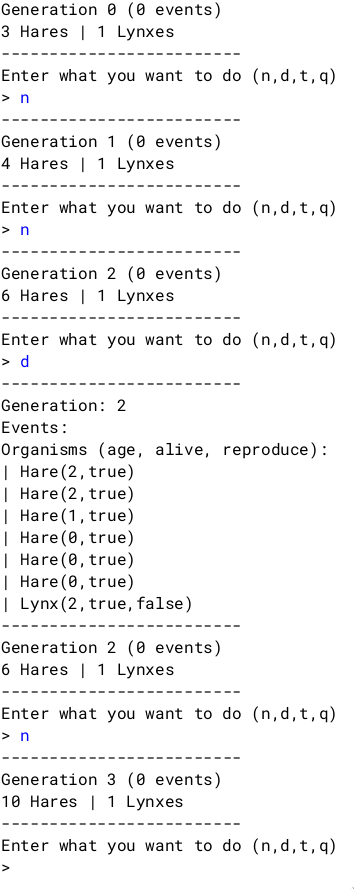 Generation 0 (0 events)
3 Hares | 1 Lynxes
-------------------------
Enter what you want to do (n,d,t,q)
> n
-------------------------
Generation 1 (0 events)
4 Hares | 1 Lynxes
-------------------------
Enter what you want to do (n,d,t,q)
> n
-------------------------
Generation 2 (0 events)
6 Hares | 1 Lynxes
-------------------------
Enter what you want to do (n,d,t,q)
> d
-------------------------
Generation: 2
Events:
Organisms (age, alive, reproduce):
| Hare(2,true)
| Hare(2,true)
| Hare(1,true)
| Hare(0,true)
| Hare(0,true)
| Hare(0,true)
| Lynx(2,true,false)
-------------------------
Generation 2 (0 events)
6 Hares | 1 Lynxes
-------------------------
Enter what you want to do (n,d,t,q)
> n
-------------------------
Generation 3 (0 events)
10 Hares | 1 Lynxes
-------------------------
Enter what you want to do (n,d,t,q)
>